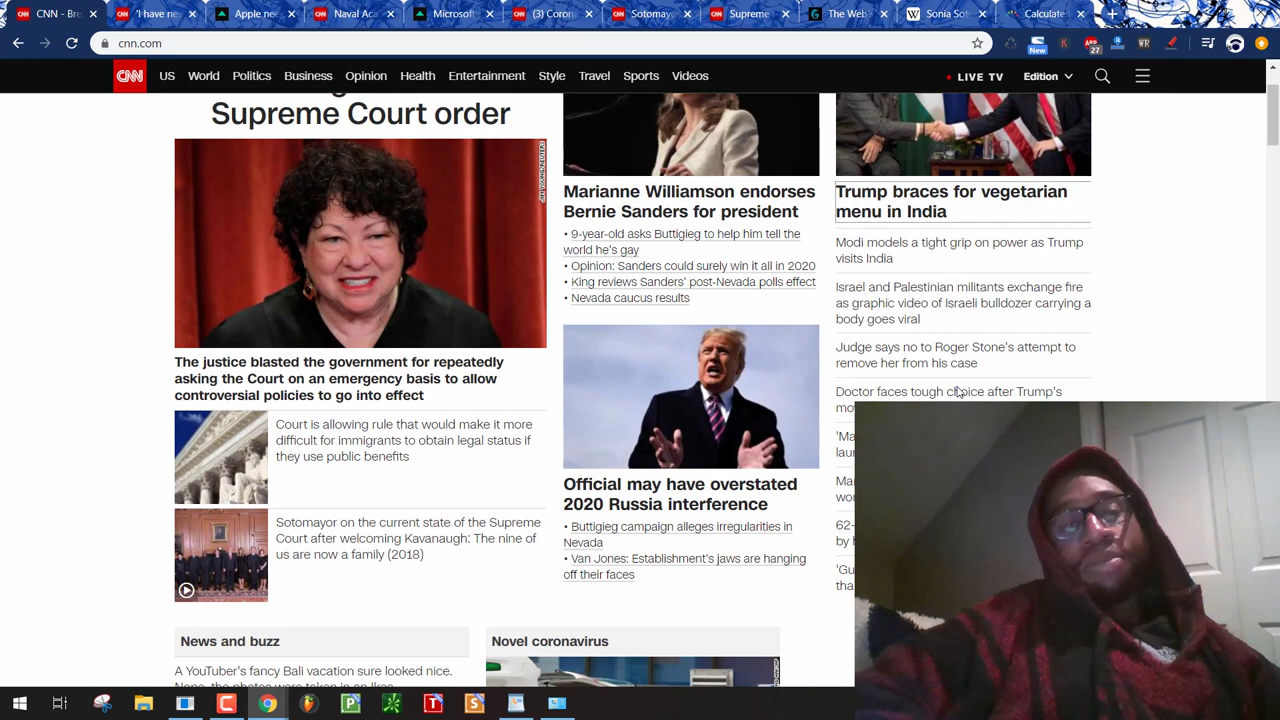 CNN - Bre
'I have ne
Apple nee
Naval Aca
Microsoft
(3) Coron
Sotomayo
Supreme
The Web
Sonia Sot
Calculate
cnn.com
New
27
WR
CNN
US
World
Politics
Business
Opinion
Health
Entertainment
Style
Travel
Sports
Videos
LIVE TV
Edition
Supreme Court order
The justice blasted the government for repeatedly
asking the Court on an emergency basis to allow
controversial policies to go into effect
Court is allowing rule that would make it more
difficult for immigrants to obtain legal status if
they use public benefits
Sotomayor on the current state of the Supreme
Court after welcoming Kavanaugh: The nine of
us are now a family (2018)
News and buzz
A YouTuber's fancy Bali vacation sure looked nice.
Marianne Williamson endorses
Bernie Sanders for president
• 9-year-old asks Buttigieg to help him tell the
world he's gay
• Opinion: Sanders could surely win it all in 2020
• King reviews Sanders' post-Nevada polls effect
• Nevada caucus results
Official may have overstated
2020 Russia interference
• Buttigieg campaign alleges irregularities in
Nevada
• Van Jones: Establishment's jaws are hanging
off their faces
Novel coronavirus
Trump braces for vegetarian
menu in India
Modi models a tight grip on power as Trump
visits India
Israel and Palestinian militants exchange fire
as graphic video of Israeli bulldozer carrying a
body goes viral
Judge says no to Roger Stone's attempt to
remove her from his case
Doctor faces tough choice after Trump's